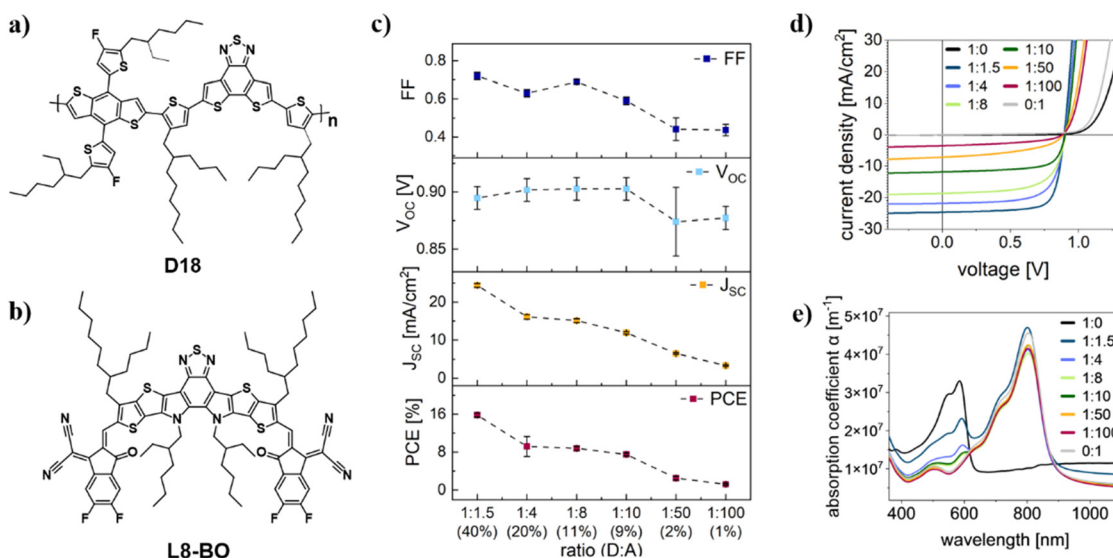 a)
F
S
S
N
N
S
S
S
S
S
S
S
F
n
D18
b)
S
N
N
S
S
S
S
N
N
N
N
O
O
N
N
F
F
F
F
L8-BO
c)
FF
0.8
0.6
0.4
FF
V_OC [V]
0.90
0.85
V_OC
J_SC [mA/cm²]
20
10
0
J_SC
PCE [%]
16
12
8
4
0
PCE
1:1.5 1:4 1:8 1:10 1:50 1:100
(40%) (20%) (11%) (9%) (2%) (1%)
ratio (D:A)
d)
current density [mA/cm²]
30
20
10
0
-10
-20
-30
1:0 1:10
1:1.5 1:50
1:4 1:100
1:8 0:1
0.0 0.5 1.0
voltage [V]
e)
absorption coefficient α [m⁻¹]
5×10⁷
4×10⁷
3×10⁷
2×10⁷
1×10⁷
1:0
1:1.5
1:4
1:8
1:10
1:50
1:100
0:1
400 600 800 1000
wavelength [nm]